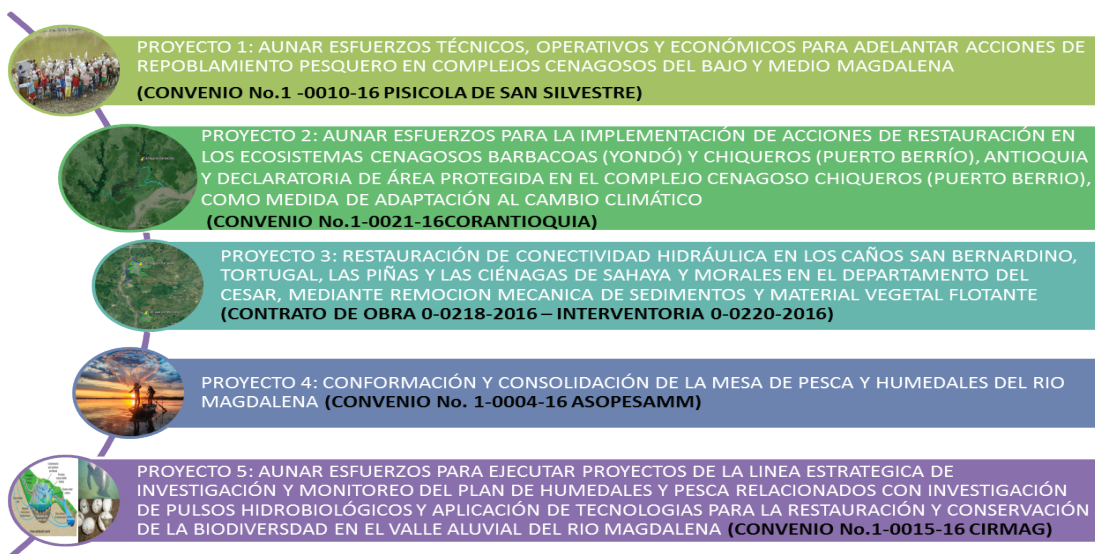 PROYECTO 1: AUNAR ESFUERZOS TÉCNICOS, OPERATIVOS Y ECONÓMICOS PARA ADELANTAR ACCIONES DE
REPOBLAMIENTO PESQUERO EN COMPLEJOS CENAGOSOS DEL BAJO Y MEDIO MAGDALENA
(CONVENIO No.1 -0010-16 PISICOLA DE SAN SILVESTRE)
PROYECTO 2: AUNAR ESFUERZOS PARA LA IMPLEMENTACIÓN DE ACCIONES DE RESTAURACIÓN EN
LOS ECOSISTEMAS CENAGOSOS BARBACOAS (YONDÓ) Y CHIQUEROS (PUERTO BERRÍO), ANTIOQUIA
Y DECLARATORIA DE ÁREA PROTEGIDA EN EL COMPLEJO CENAGOSO CHIQUEROS (PUERTO BERRIO),
COMO MEDIDA DE ADAPTACIÓN AL CAMBIO CLIMÁTICO
(CONVENIO No.1-0021-16CORANTIOQUIA)
PROYECTO 3: RESTAURACIÓN DE CONECTIVIDAD HIDRÁULICA EN LOS CAÑOS SAN BERNARDINO,
TORTUGAL, LAS PIÑAS Y LAS CIÉNAGAS DE SAHAYA Y MORALES EN EL DEPARTAMENTO DEL
CESAR, MEDIANTE REMOCION MECANICA DE SEDIMENTOS Y MATERIAL VEGETAL FLOTANTE
(CONTRATO DE OBRA 0-0218-2016 – INTERVENTORIA 0-0220-2016)
PROYECTO 4: CONFORMACIÓN Y CONSOLIDACIÓN DE LA MESA DE PESCA Y HUMEDALES DEL RIO
MAGDALENA (CONVENIO No. 1-0004-16 ASOPESAMM)
PROYECTO 5: AUNAR ESFUERZOS PARA EJECUTAR PROYECTOS DE LA LINEA ESTRATEGICA DE
INVESTIGACIÓN Y MONITOREO DEL PLAN DE HUMEDALES Y PESCA RELACIONADOS CON INVESTIGACIÓN
DE PULSOS HIDROBIOLÓGICOS Y APLICACIÓN DE TECNOLOGIAS PARA LA RESTAURACIÓN Y CONSERVACIÓN
DE LA BIODIVERSDAD EN EL VALLE ALUVIAL DEL RIO MAGDALENA (CONVENIO No.1-0015-16 CIRMAG)